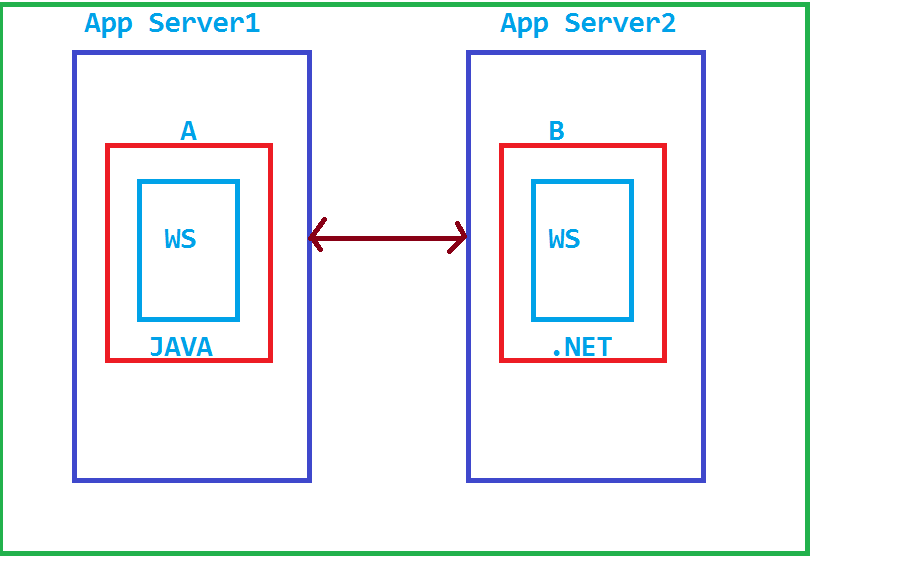 App Server1
App Server2
A
B
WS
WS
JAVA
.NET